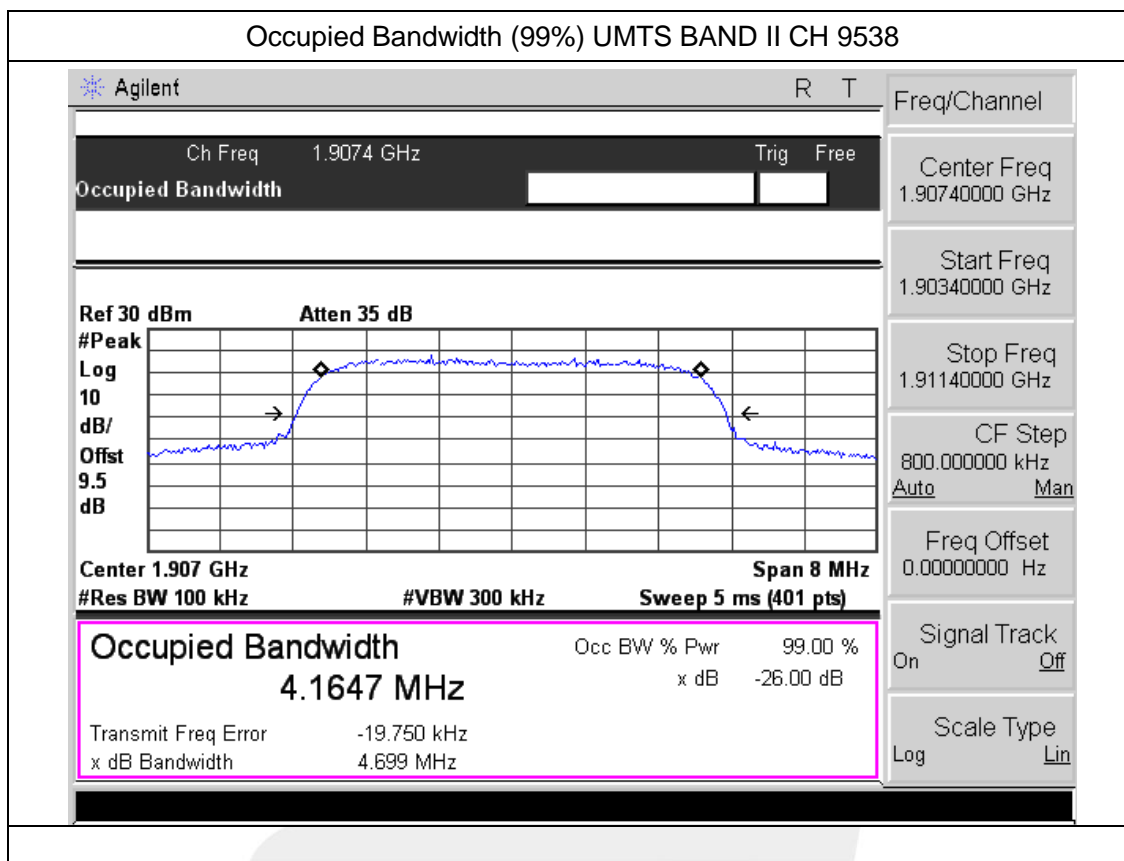 Occupied Bandwidth (99%) UMTS BAND II CH 9538
Agilent R T
Freq/Channel
Ch Freq 1.9074 GHz Trig Free
Occupied Bandwidth
Center Freq
1.90740000 GHz
Start Freq
1.90340000 GHz
Stop Freq
1.91140000 GHz
CF Step
800.000000 kHz
Auto Man
Freq Offset
0.00000000 Hz
Signal Track
On Off
Scale Type
Log Lin
Ref 30 dBm Atten 35 dB
#Peak
Log
10
dB/
Offst
9.5
dB
Center 1.907 GHz Span 8 MHz
#Res BW 100 kHz #VBW 300 kHz Sweep 5 ms (401 pts)
Occupied Bandwidth
4.1647 MHz
Occ BW % Pwr 99.00 %
x dB -26.00 dB
Transmit Freq Error -19.750 kHz
x dB Bandwidth 4.699 MHz